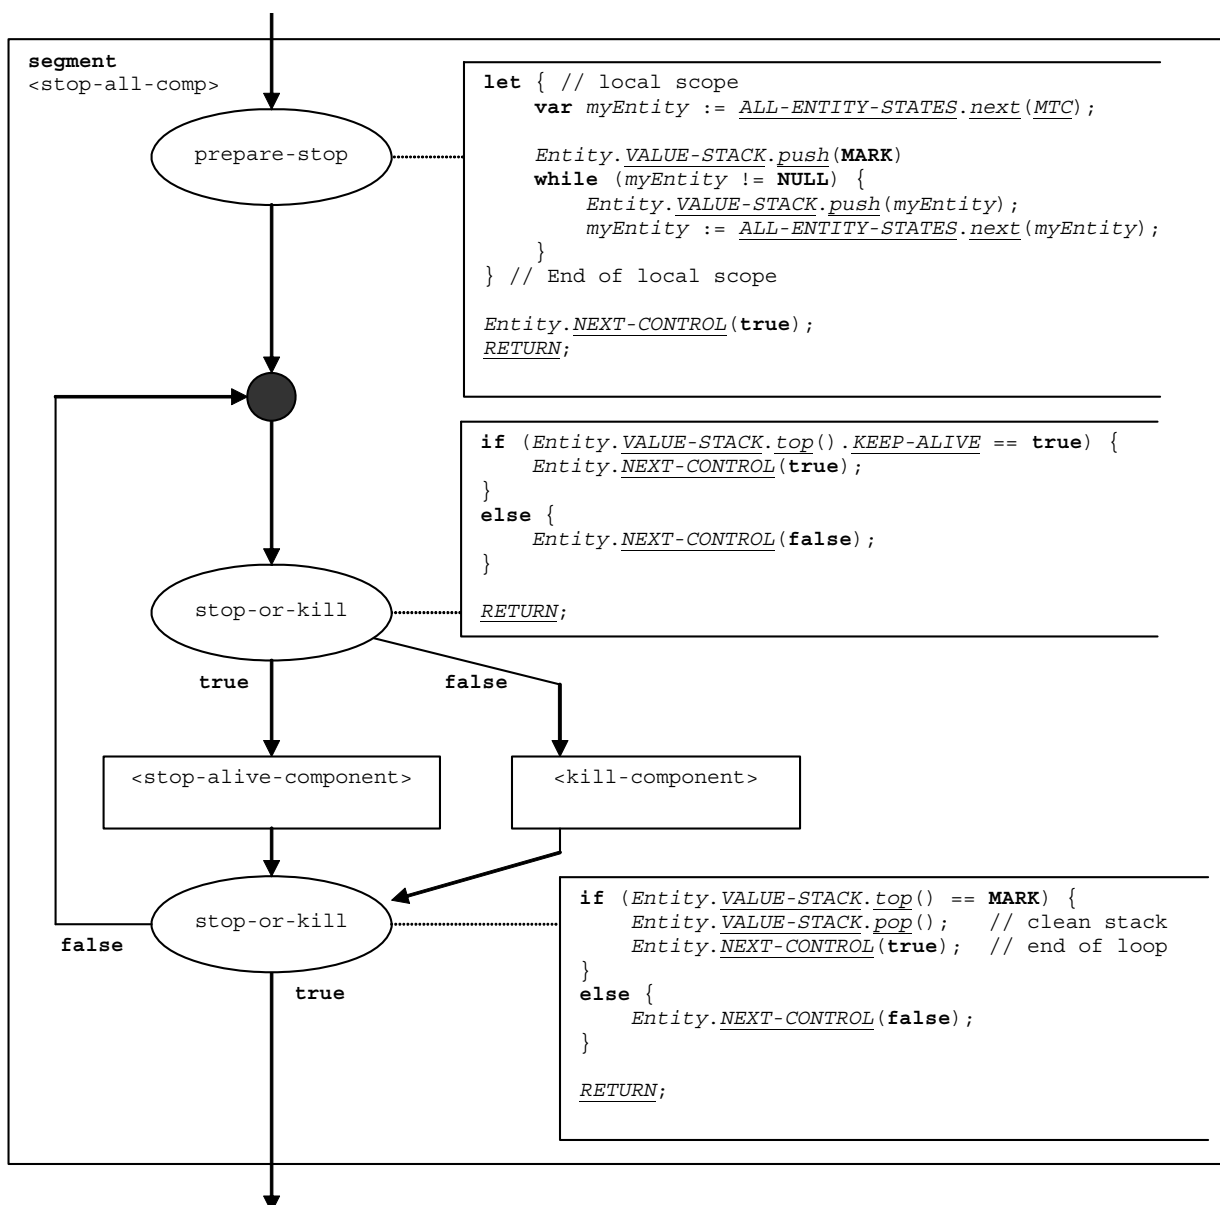 segment
<stop-all-comp>
prepare-stop
let { // local scope
var myEntity := ALL-ENTITY-STATES.next(MTC);
Entity.VALUE-STACK.push(MARK)
while (myEntity != NULL) {
Entity.VALUE-STACK.push(myEntity);
myEntity := ALL-ENTITY-STATES.next(myEntity);
}
} // End of local scope
Entity.NEXT-CONTROL(true);
RETURN;
if (Entity.VALUE-STACK.top().KEEP-ALIVE == true) {
Entity.NEXT-CONTROL(true);
}
else {
Entity.NEXT-CONTROL(false);
}
RETURN;
stop-or-kill
true
false
<stop-alive-component>
<kill-component>
stop-or-kill
false
true
if (Entity.VALUE-STACK.top() == MARK) {
Entity.VALUE-STACK.pop(); // clean stack
Entity.NEXT-CONTROL(true); // end of loop
}
else {
Entity.NEXT-CONTROL(false);
}
RETURN;